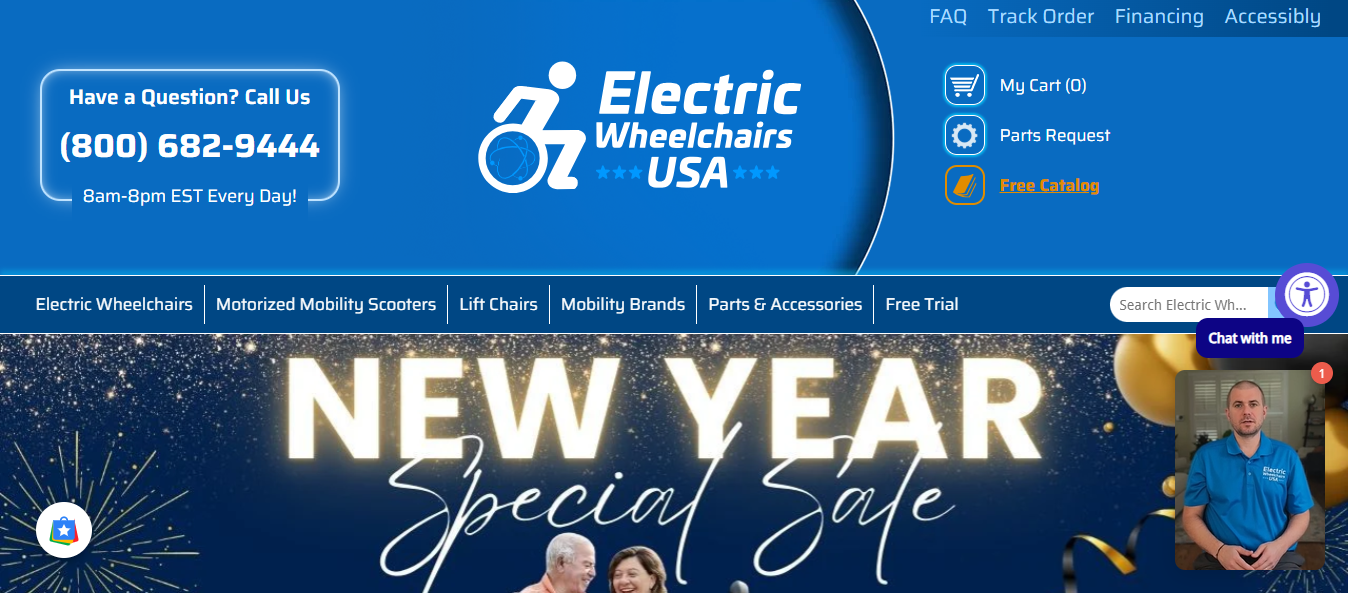 FAQ Track Order Financing Accessibly
Have a Question? Call Us
(800) 682-9444
8am-8pm EST Every Day!
Electric
Wheelchairs
USA
My Cart (0)
Parts Request
Free Catalog
Electric Wheelchairs Motorized Mobility Scooters Lift Chairs Mobility Brands Parts & Accessories Free Trial
Search Electric Wh...
Chat with me
1
NEW YEAR
Special Sale
Electric
Wheelchairs
USA